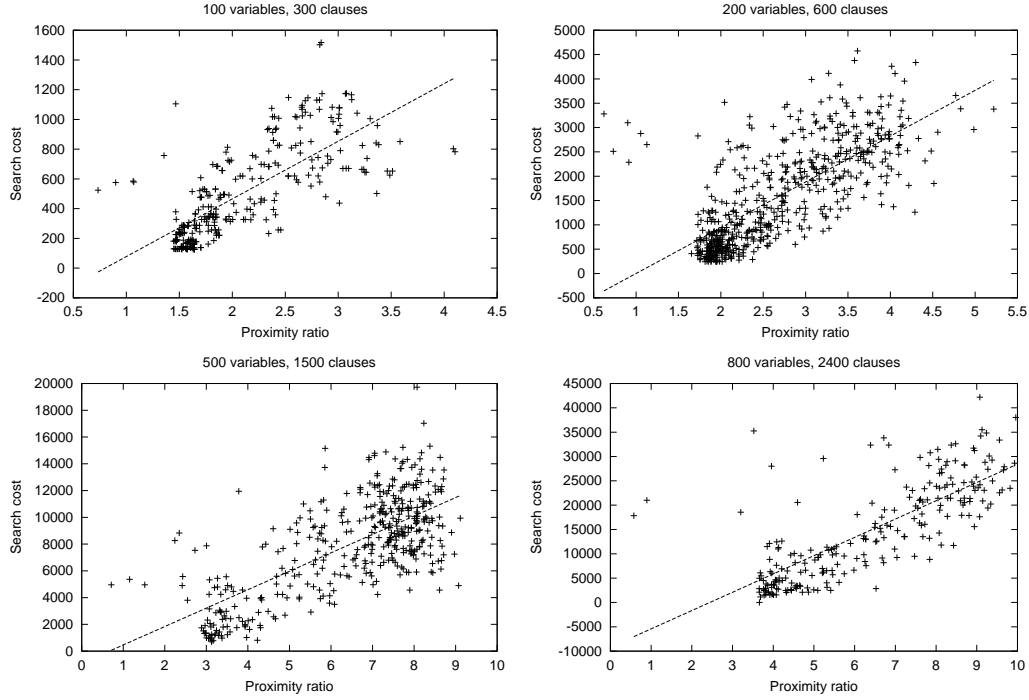 100 variables, 300 clauses
1600
1400
1200
1000
800
600
400
200
0
-200
Search cost
0.5 1 1.5 2 2.5 3 3.5 4 4.5
Proximity ratio
200 variables, 600 clauses
5000
4500
4000
3500
3000
2500
2000
1500
1000
500
0
-500
Search cost
0.5 1 1.5 2 2.5 3 3.5 4 4.5 5 5.5
Proximity ratio
500 variables, 1500 clauses
20000
18000
16000
14000
12000
10000
8000
6000
4000
2000
0
Search cost
0 1 2 3 4 5 6 7 8 9 10
Proximity ratio
800 variables, 2400 clauses
45000
40000
35000
30000
25000
20000
15000
10000
5000
0
-5000
-10000
Search cost
0 1 2 3 4 5 6 7 8 9 10
Proximity ratio